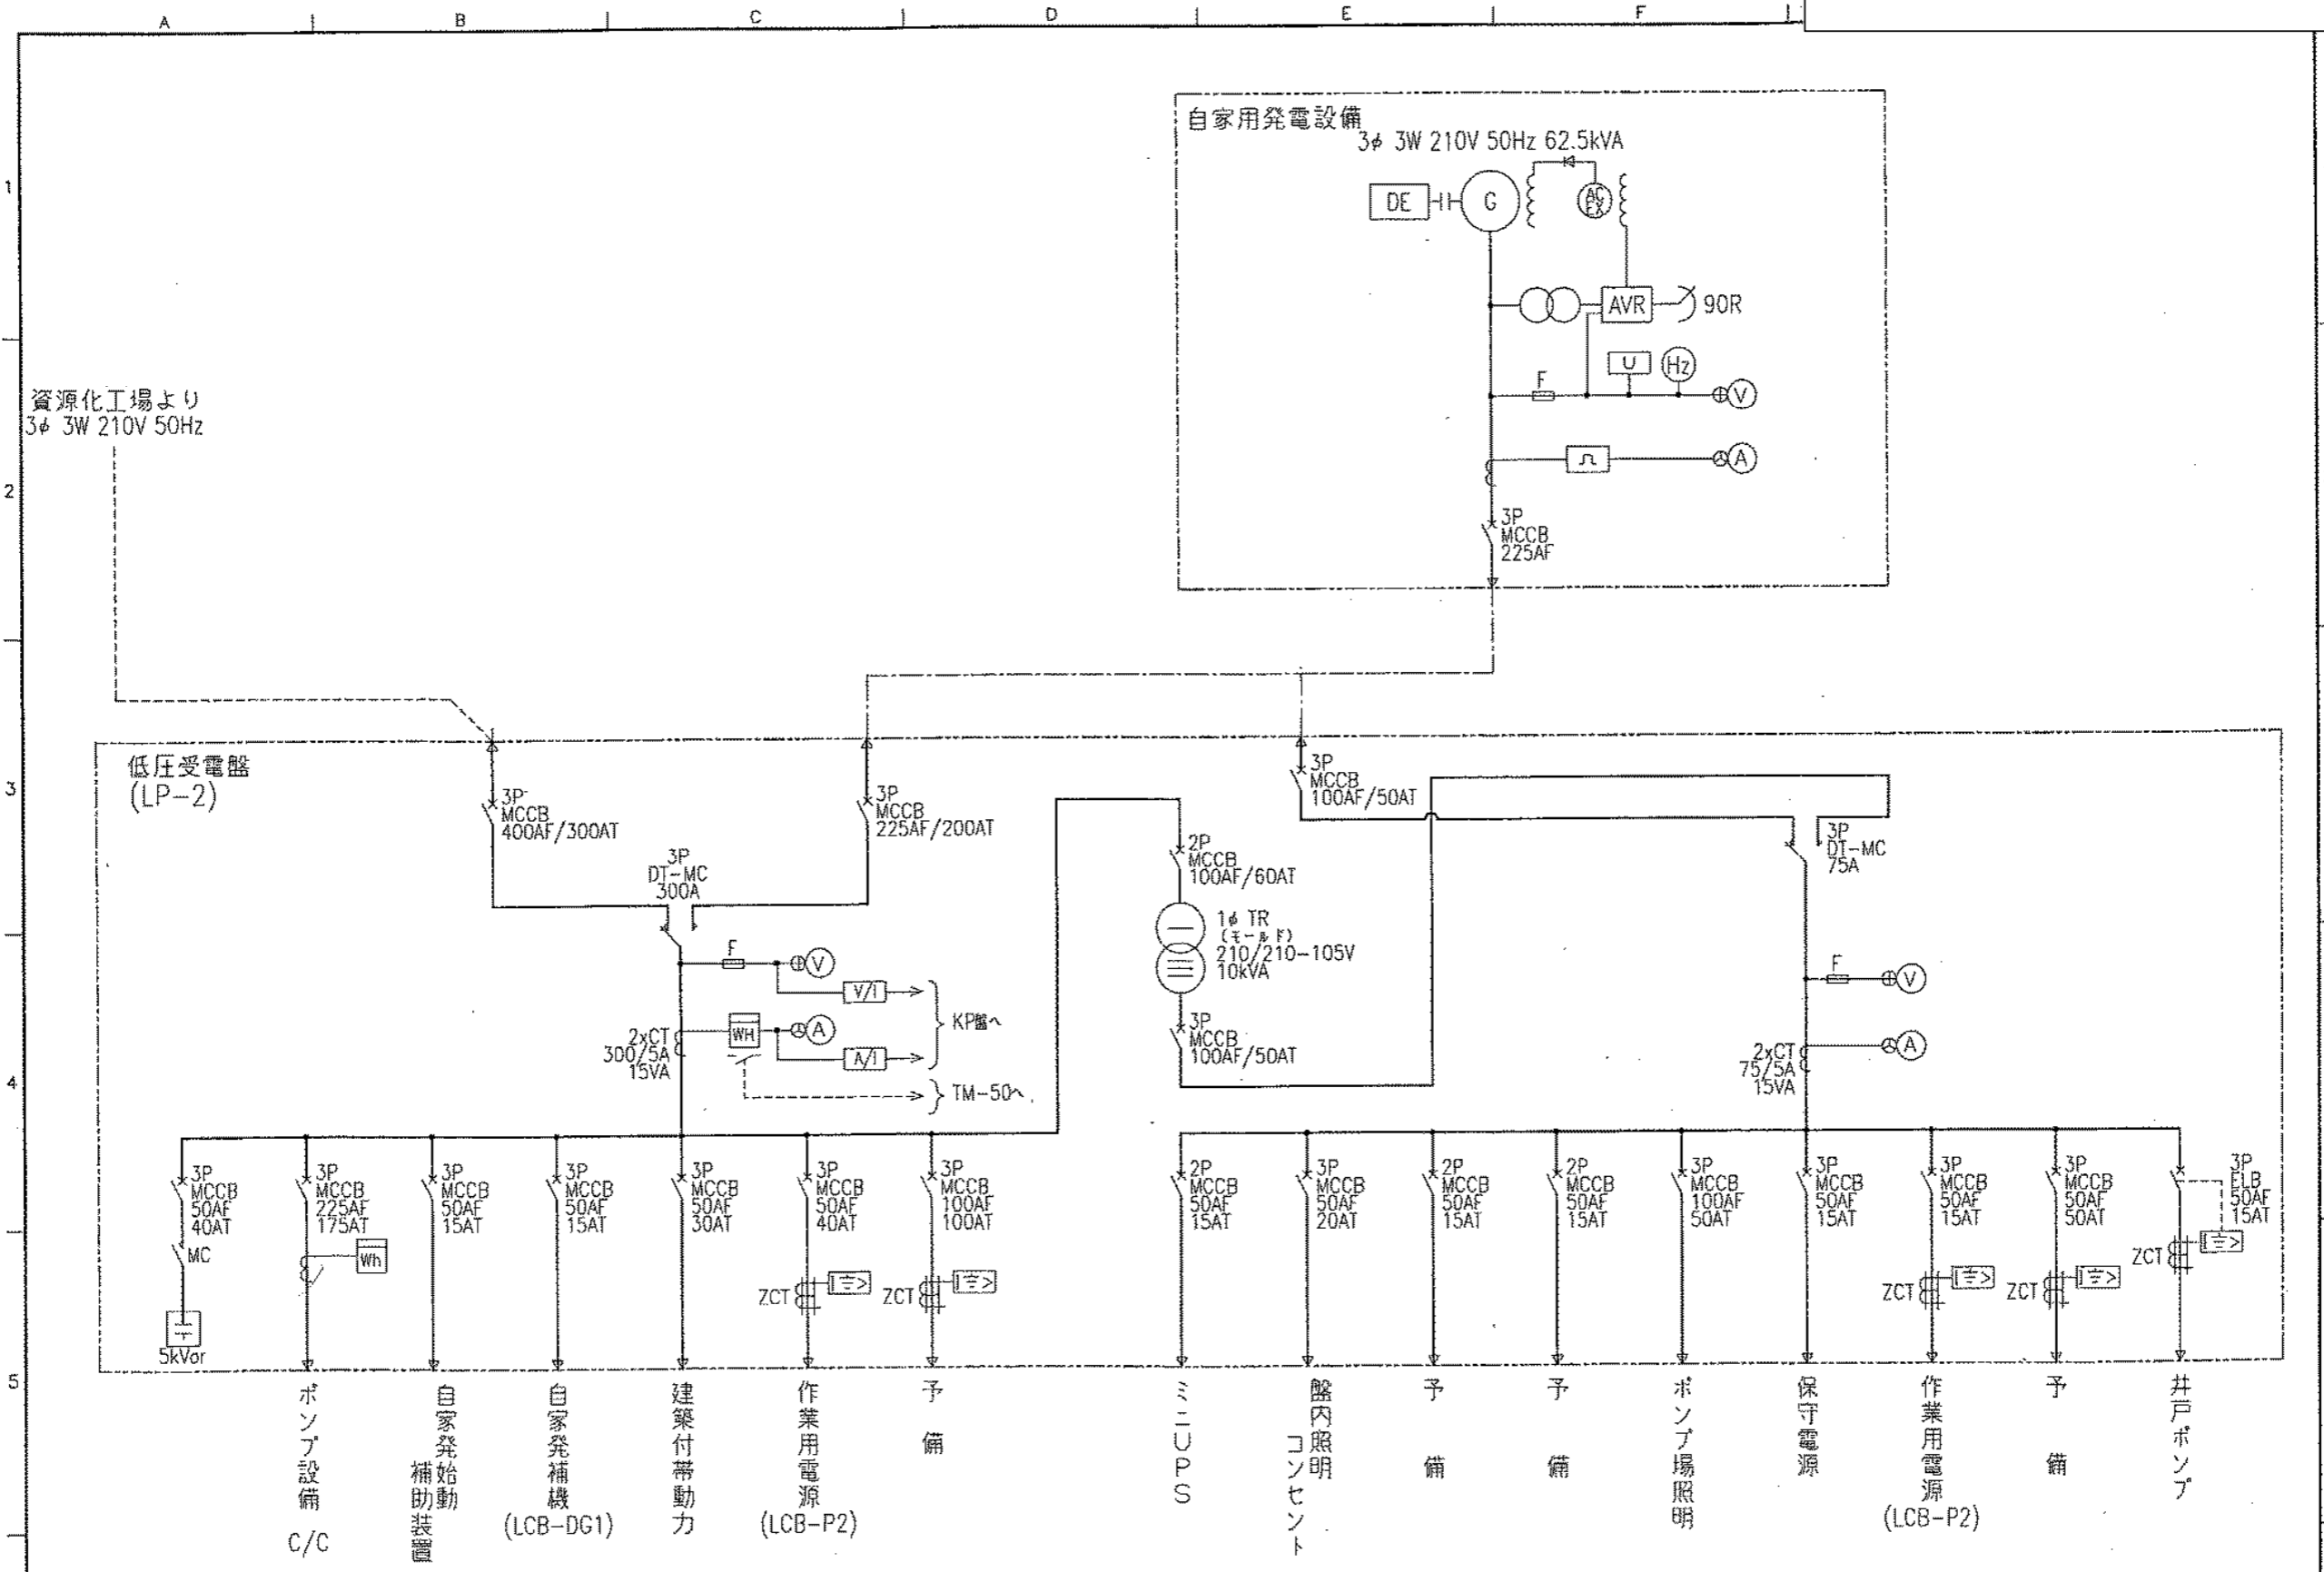 A B C D E F
自家用発電設備
3φ 3W 210V 50Hz 62.5kVA
1
DE
G
AC
EX
AVR
90R
U
Hz
F
V
資源化工場より
3φ 3W 210V 50Hz
A
2
3P
MCCB
225AF
低圧受電盤
(LP-2)
3
3P
MCCB
400AF/300AT
3P
MCCB
225AF/200AT
3P
MCCB
100AF/50AT
3P
DT-MC
300A
2P
MCCB
100AF/60AT
3P
DT-MC
75A
1φ TR
(モールド)
210/210-105V
10kVA
F
V
V/I
KP盤へ
WH
A
A/I
2xCT
300/5A
15VA
TM-50へ
3P
MCCB
100AF/50AT
F
V
A
2xCT
75/5A
15VA
4
3P
MCCB
50AF
40AT
MC
5kVar
3P
MCCB
225AF
175AT
Wh
3P
MCCB
50AF
15AT
3P
MCCB
50AF
15AT
3P
MCCB
50AF
30AT
3P
MCCB
50AF
40AT
ZCT
3P
MCCB
100AF
100AT
ZCT
2P
MCCB
50AF
15AT
3P
MCCB
50AF
20AT
2P
MCCB
50AF
15AT
2P
MCCB
50AF
15AT
3P
MCCB
100AF
50AT
3P
MCCB
50AF
15AT
3P
MCCB
50AF
15AT
ZCT
3P
MCCB
50AF
50AT
ZCT
3P
ELB
50AF
15AT
ZCT
5
ポンプ設備
C/C
自家発始動
補助装置
自家発補機
(LCB-DG1)
建築付帯動力
作業用電源
(LCB-P2)
予備
ミニUPS
盤内照明
コンセント
予備
予備
ポンプ場照明
保守電源
作業用電源
(LCB-P2)
予備
井戸ポンプ